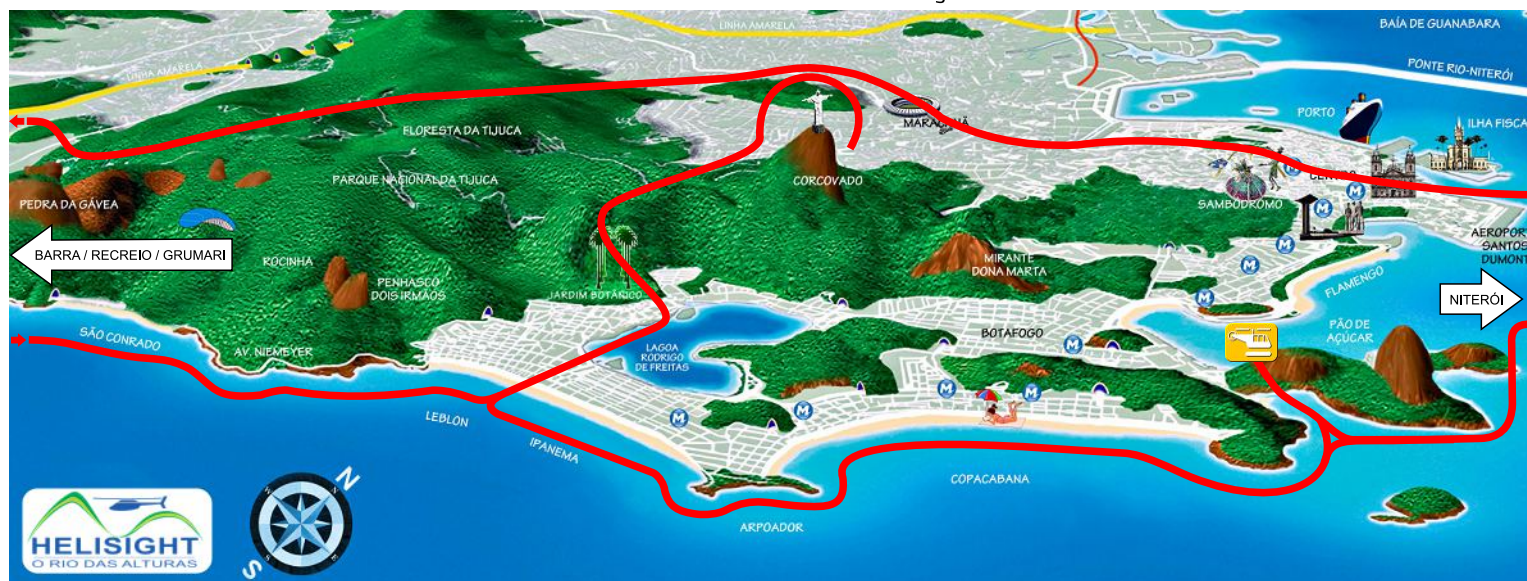 LINHA AMARELA
BAÍA DE GUANABARA
LINHA AMARELA
PONTE RIO-NITERÓI
PORTO
ILHA FISCA
MARACANÃ
FLORESTA DA TIJUCA
CENTRO
CORCOVADO
PARQUE NACIONAL DA TIJUCA
SAMBÓDROMO
PEDRA DA GÁVEA
AEROPOR
SANTOS
DUMONT
BARRA / RECREIO / GRUMARI
ROCINHA
MIRANTE
DONA MARTA
FLAMENGO
PENHASCO
DOIS IRMÃOS
JARDIM BOTÂNICO
NITERÓI
SÃO CONRADO
AV. NIEMEYER
LAGOA
RODRIGO
DE FREITAS
BOTAFOGO
PÃO DE
AÇÚCAR
M
M
M
M
M
M
M
M
M
M
LEBLON
IPANEMA
COPACABANA
ARPOADOR
N
S
HELISIGHT
O RIO DAS ALTURAS